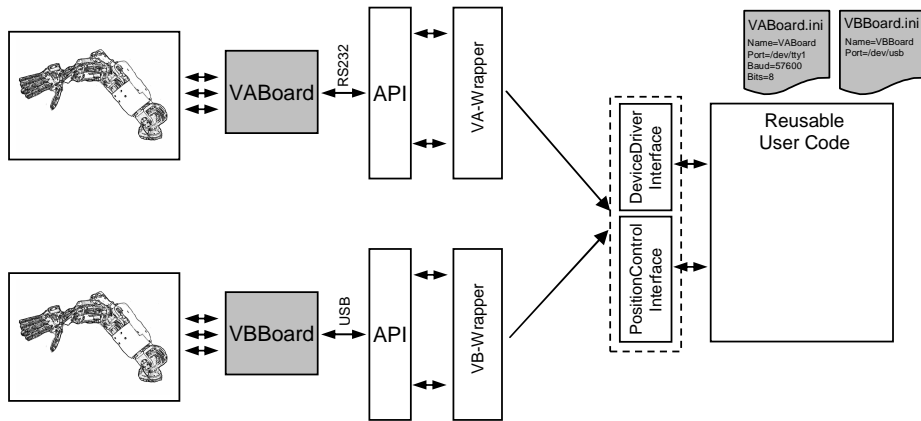 VABoard.ini
Name=VABoard
Port=/dev/tty1
Baud=57600
Bits=8
VBBoard.ini
Name=VBBoard
Port=/dev/usb
VABoard
RS232
API
VA-Wrapper
DeviceDriver
Interface
Reusable
User Code
PositionControl
Interface
VBBoard
USB
API
VB-Wrapper